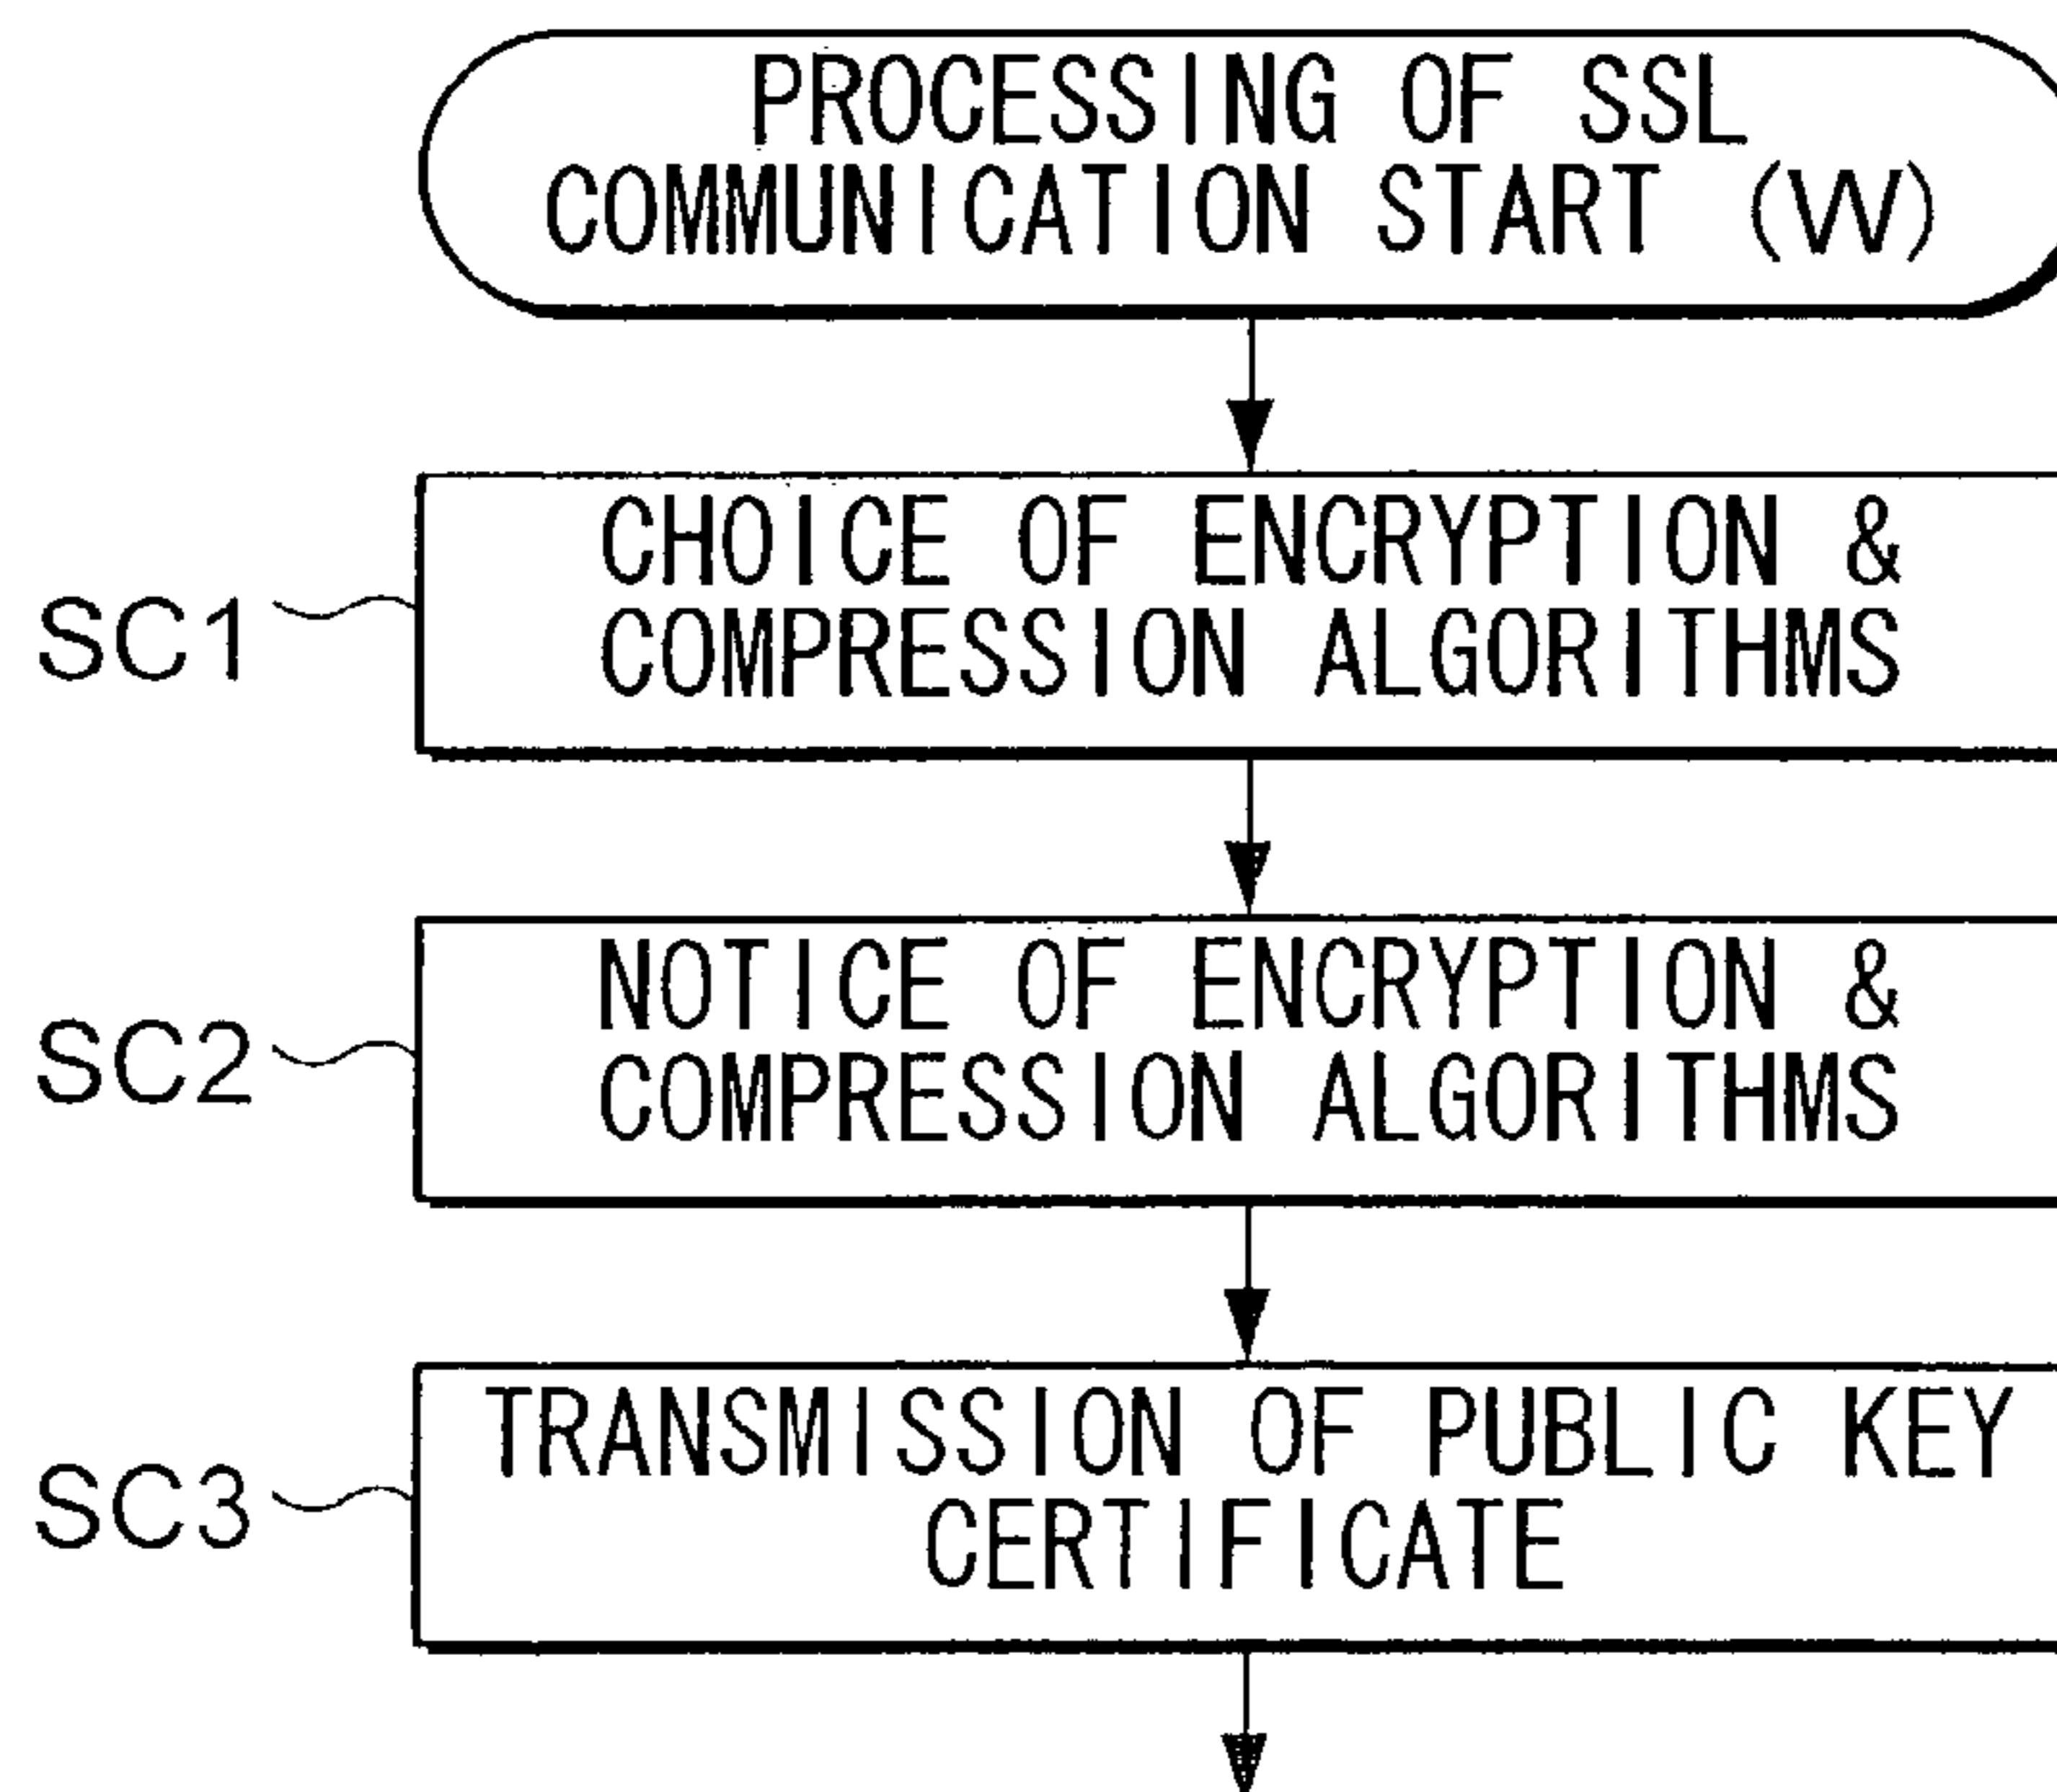 PROCESSING OF SSL
COMMUNICATION START (W)
CHOICE OF ENCRYPTION &
COMPRESSION ALGORITHMS
SC1
NOTICE OF ENCRYPTION &
COMPRESSION ALGORITHMS
SC2
TRANSMISSION OF PUBLIC KEY
CERTIFICATE
SC3